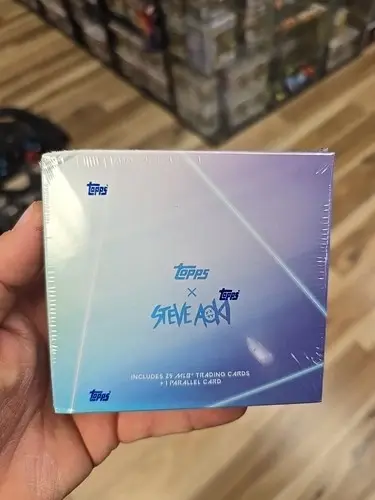 Topps
Topps
×
Topps
STEVE AOKI
INCLUDES 29 MLB® TRADING CARDS
+ 1 PARALLEL CARD
Topps